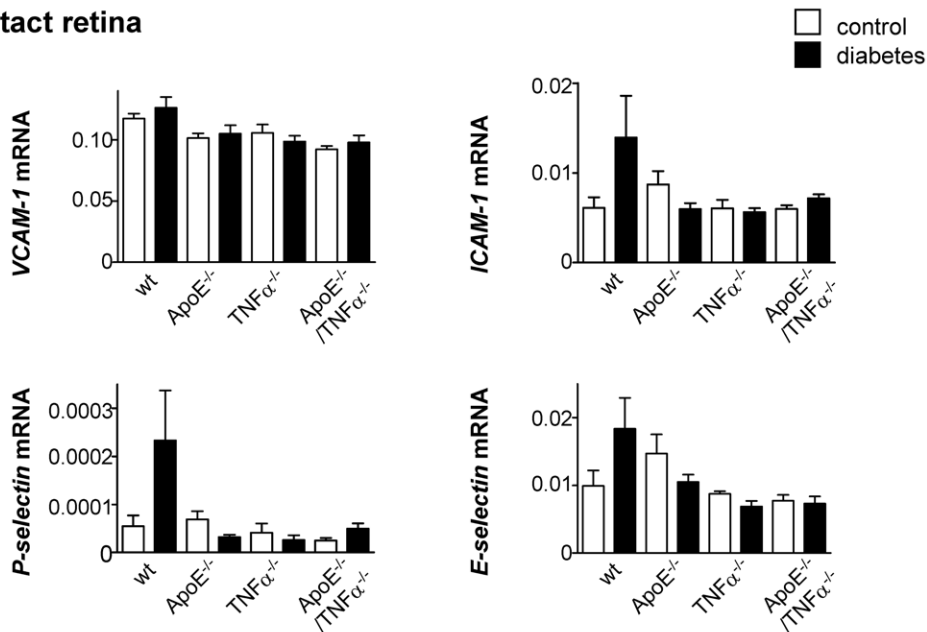 tact retina
control
diabetes
VCAM-1 mRNA
0.10
0.05
0
wt
ApoE-/-
TNFα-/-
ApoE-/-
/TNFα-/-
ICAM-1 mRNA
0.02
0.01
0
wt
ApoE-/-
TNFα-/-
ApoE-/-
/TNFα-/-
P-selectin mRNA
0.0003
0.0002
0.0001
0
wt
ApoE-/-
TNFα-/-
ApoE-/-
/TNFα-/-
E-selectin mRNA
0.02
0.01
0
wt
ApoE-/-
TNFα-/-
ApoE-/-
/TNFα-/-